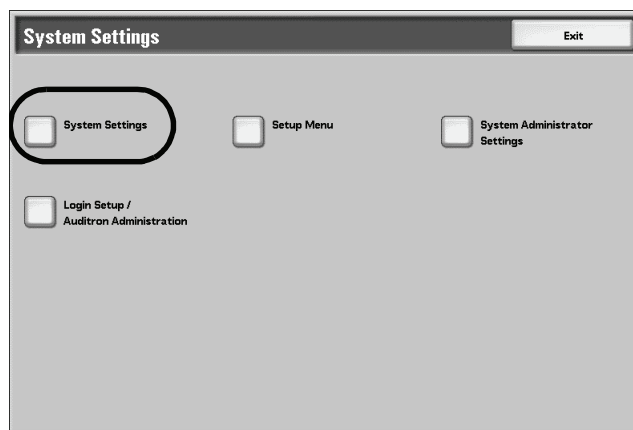 System Settings
Exit
System Settings
Setup Menu
System Administrator
Settings
Login Setup /
Auditron Administration